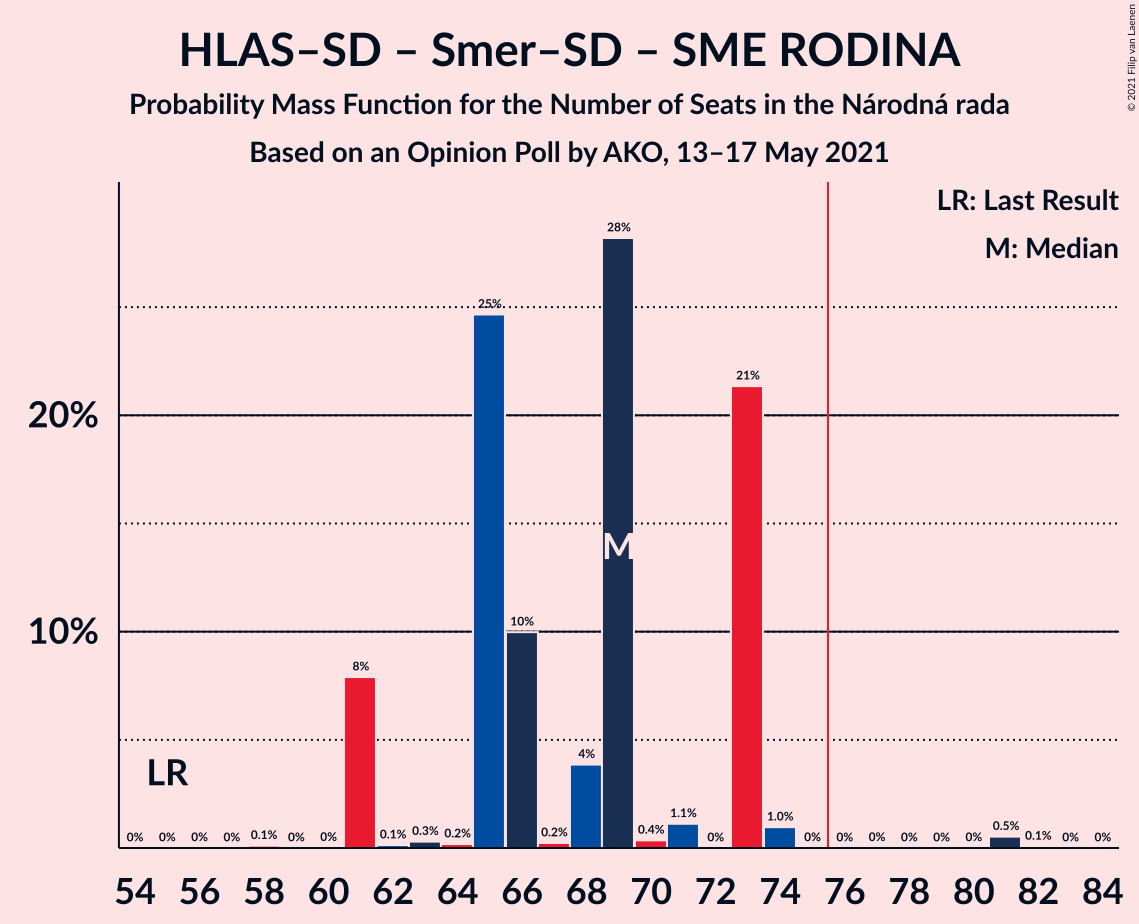 HLAS–SD – Smer–SD – SME RODINA
Probability Mass Function for the Number of Seats in the Národná rada
Based on an Opinion Poll by AKO, 13–17 May 2021
© 2021 Filip van Laenen
LR: Last Result
M: Median
28%
25%
21%
20%
M
10%
10%
8%
4%
LR
0% 0% 0% 0% 0.1% 0% 0% 0.1% 0.3% 0.2% 0.2% 0.4% 1.1% 0% 1.0% 0% 0% 0% 0% 0% 0% 0.5% 0.1% 0% 0%
54 56 58 60 62 64 66 68 70 72 74 76 78 80 82 84